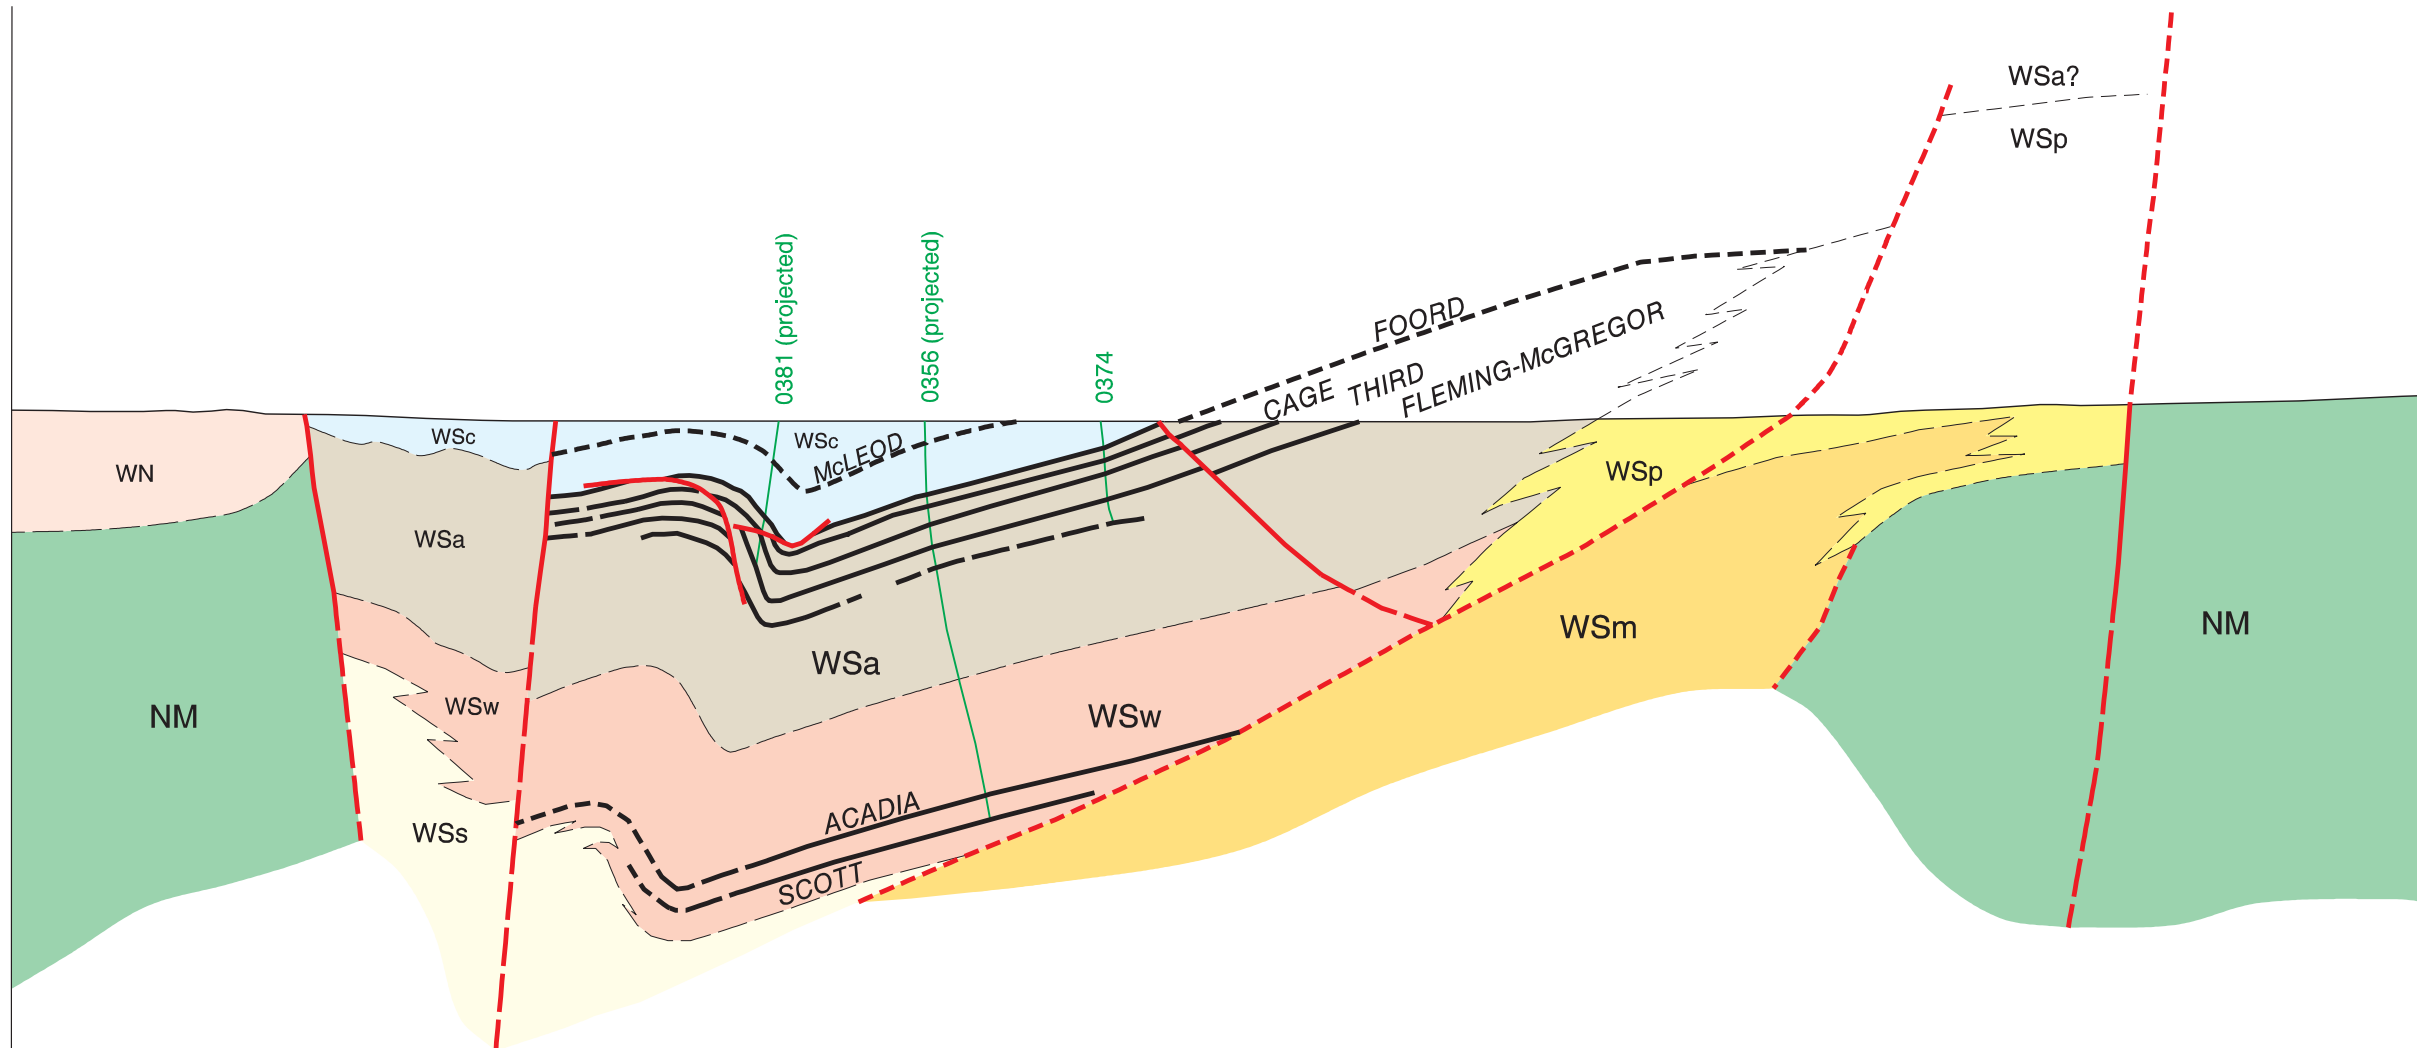 WSa?
WSp
0381 (projected)
0356 (projected)
0374
FOORD
CAGE
THIRD
FLEMING-McGREGOR
WSc
WSc
McLEOD
WN
WSp
WSa
WSm
NM
WSa
WSw
WSw
NM
ACADIA
WSs
SCOTT